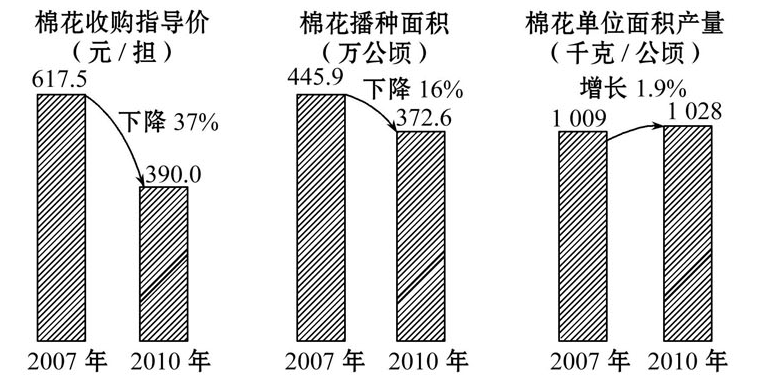 棉花收购指导价
（元/担）
617.5
下降 37%
390.0
2007 年
2010 年
棉花播种面积
（万公顷）
445.9
下降 16%
372.6
2007 年
2010 年
棉花单位面积产量
（千克/公顷）
增长 1.9%
1 009
1 028
2007 年
2010 年